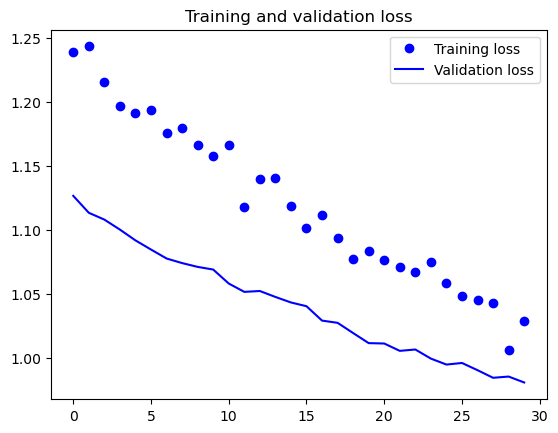 Training and validation loss
Training loss
Validation loss
1.25
1.20
1.15
1.10
1.05
1.00
0 5 10 15 20 25 30